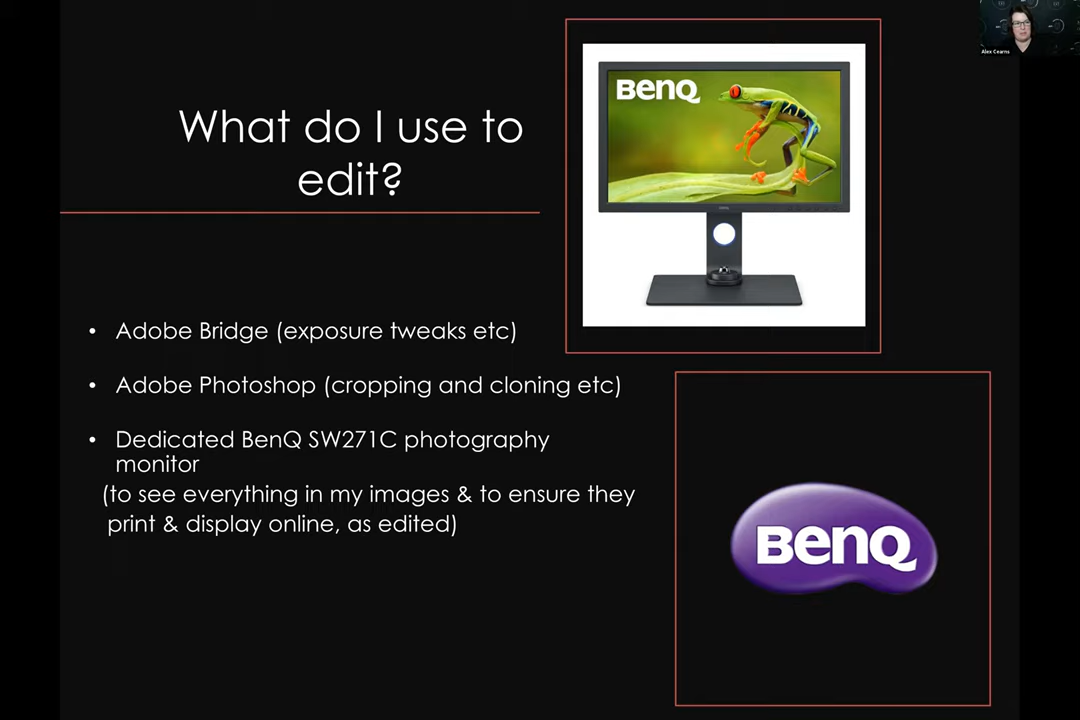 Alex Cearns
What do I use to
edit?
BenQ
• Adobe Bridge (exposure tweaks etc)
• Adobe Photoshop (cropping and cloning etc)
• Dedicated BenQ SW271C photography
monitor
(to see everything in my images & to ensure they
print & display online, as edited)
BenQ